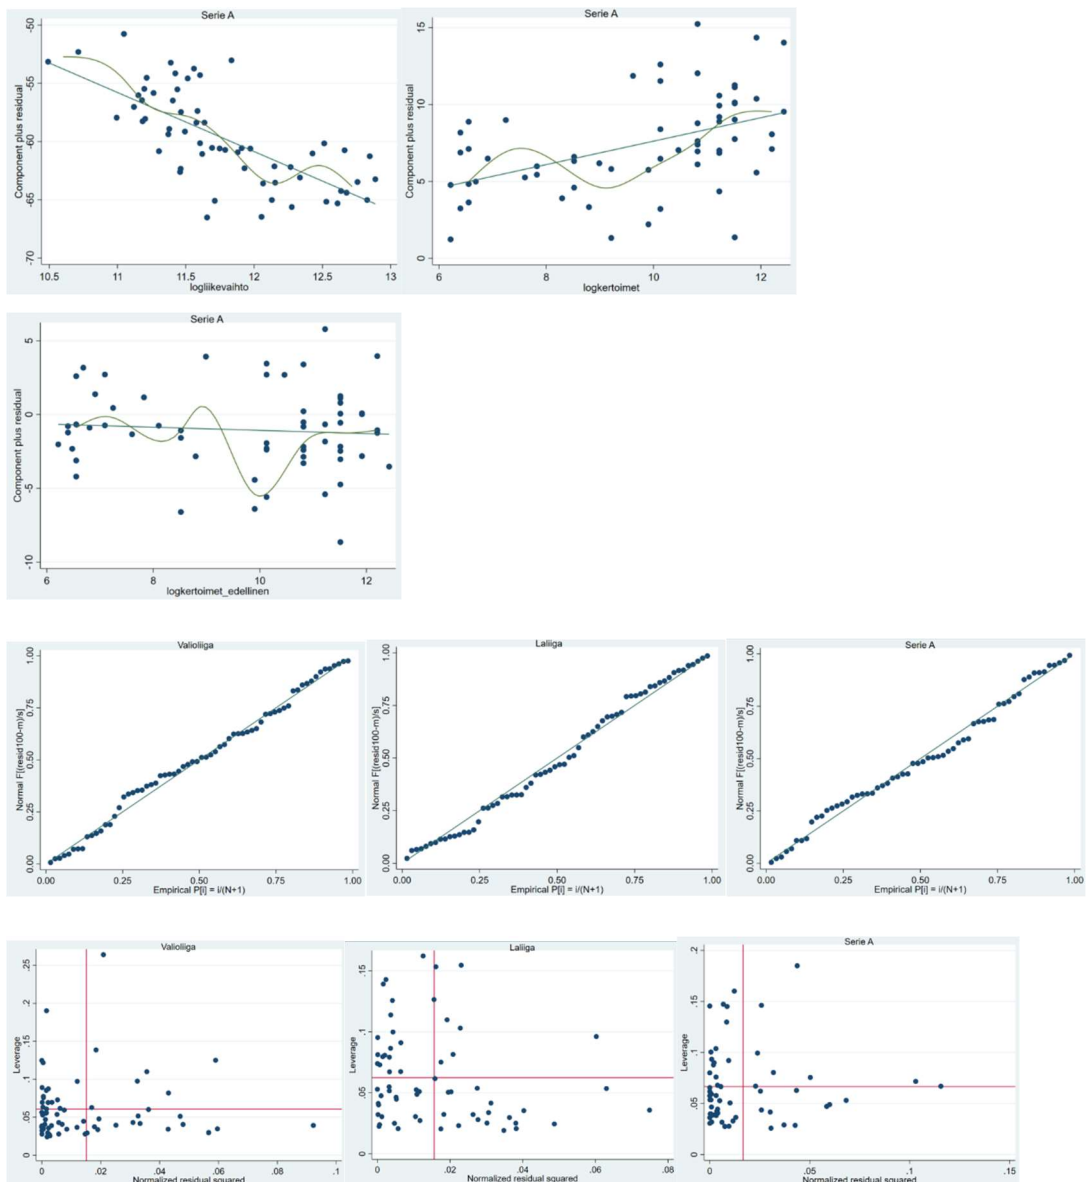 Serie A
Component plus residual
-50
-55
-60
-65
-70
10.5 11 11.5 12 12.5 13
logliikevaihto
Serie A
Component plus residual
15
10
5
0
6 8 10 12
logkertoimet
Serie A
Component plus residual
5
0
-5
-10
6 8 10 12
logkertoimet_edellinen
Valioliiga
Normal F[(resid100-m)/s]
1.00
0.75
0.50
0.25
0.00
0.00 0.25 0.50 0.75 1.00
Empirical P[i] = i/(N+1)
Laliiga
Normal F[(resid100-m)/s]
1.00
0.75
0.50
0.25
0.00
0.00 0.25 0.50 0.75 1.00
Empirical P[i] = i/(N+1)
Serie A
Normal F[(resid100-m)/s]
1.00
0.75
0.50
0.25
0.00
0.00 0.25 0.50 0.75 1.00
Empirical P[i] = i/(N+1)
Valioliiga
Leverage
.25
.2
.15
.1
.05
0
0 .02 .04 .06 .08 .1
Normalized residual squared
Laliiga
Leverage
.15
.1
.05
0
0 .02 .04 .06 .08
Normalized residual squared
Serie A
Leverage
.2
.15
.1
.05
0
0 .05 .1 .15
Normalized residual squared